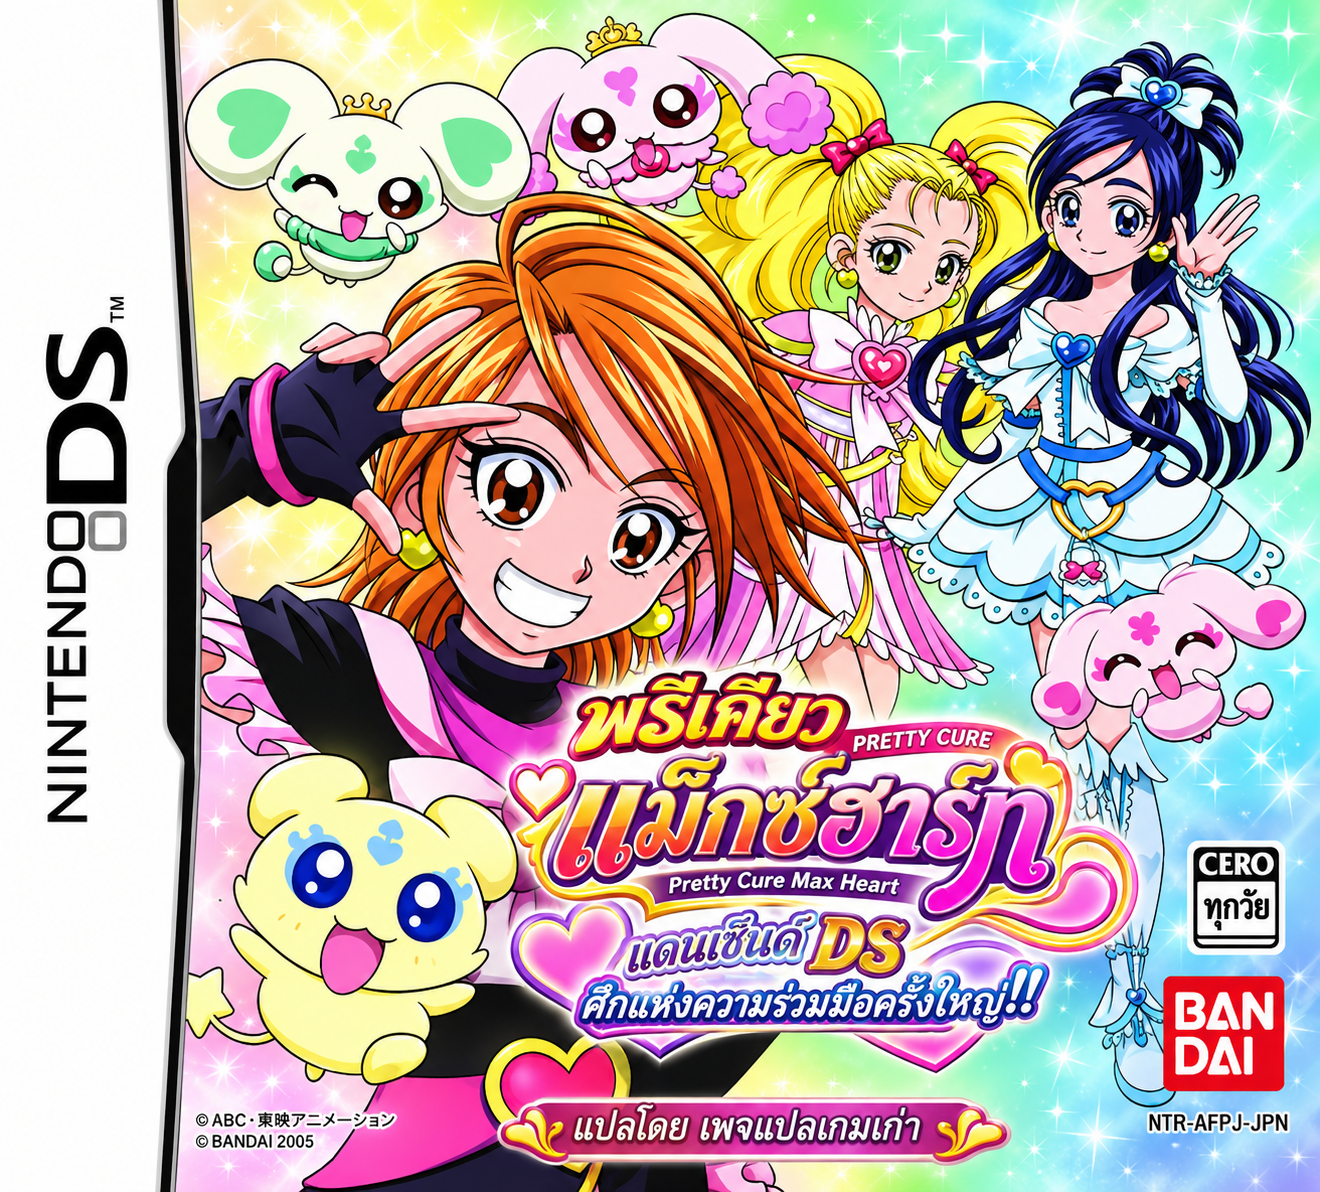 NINTENDO DS™
พรีเคียว
PRETTY CURE
แม็กซ์ฮาร์ท
Pretty Cure Max Heart
แดนเซ็นด์ DS
ศึกแห่งความร่วมมือครั้งใหญ่!!
CERO
ทุกวัย
BAN
DAI
แปลโดย เพจแปลเกมเก่า
© ABC・東映アニメーション
© BANDAI 2005
NTR-AFPJ-JPN